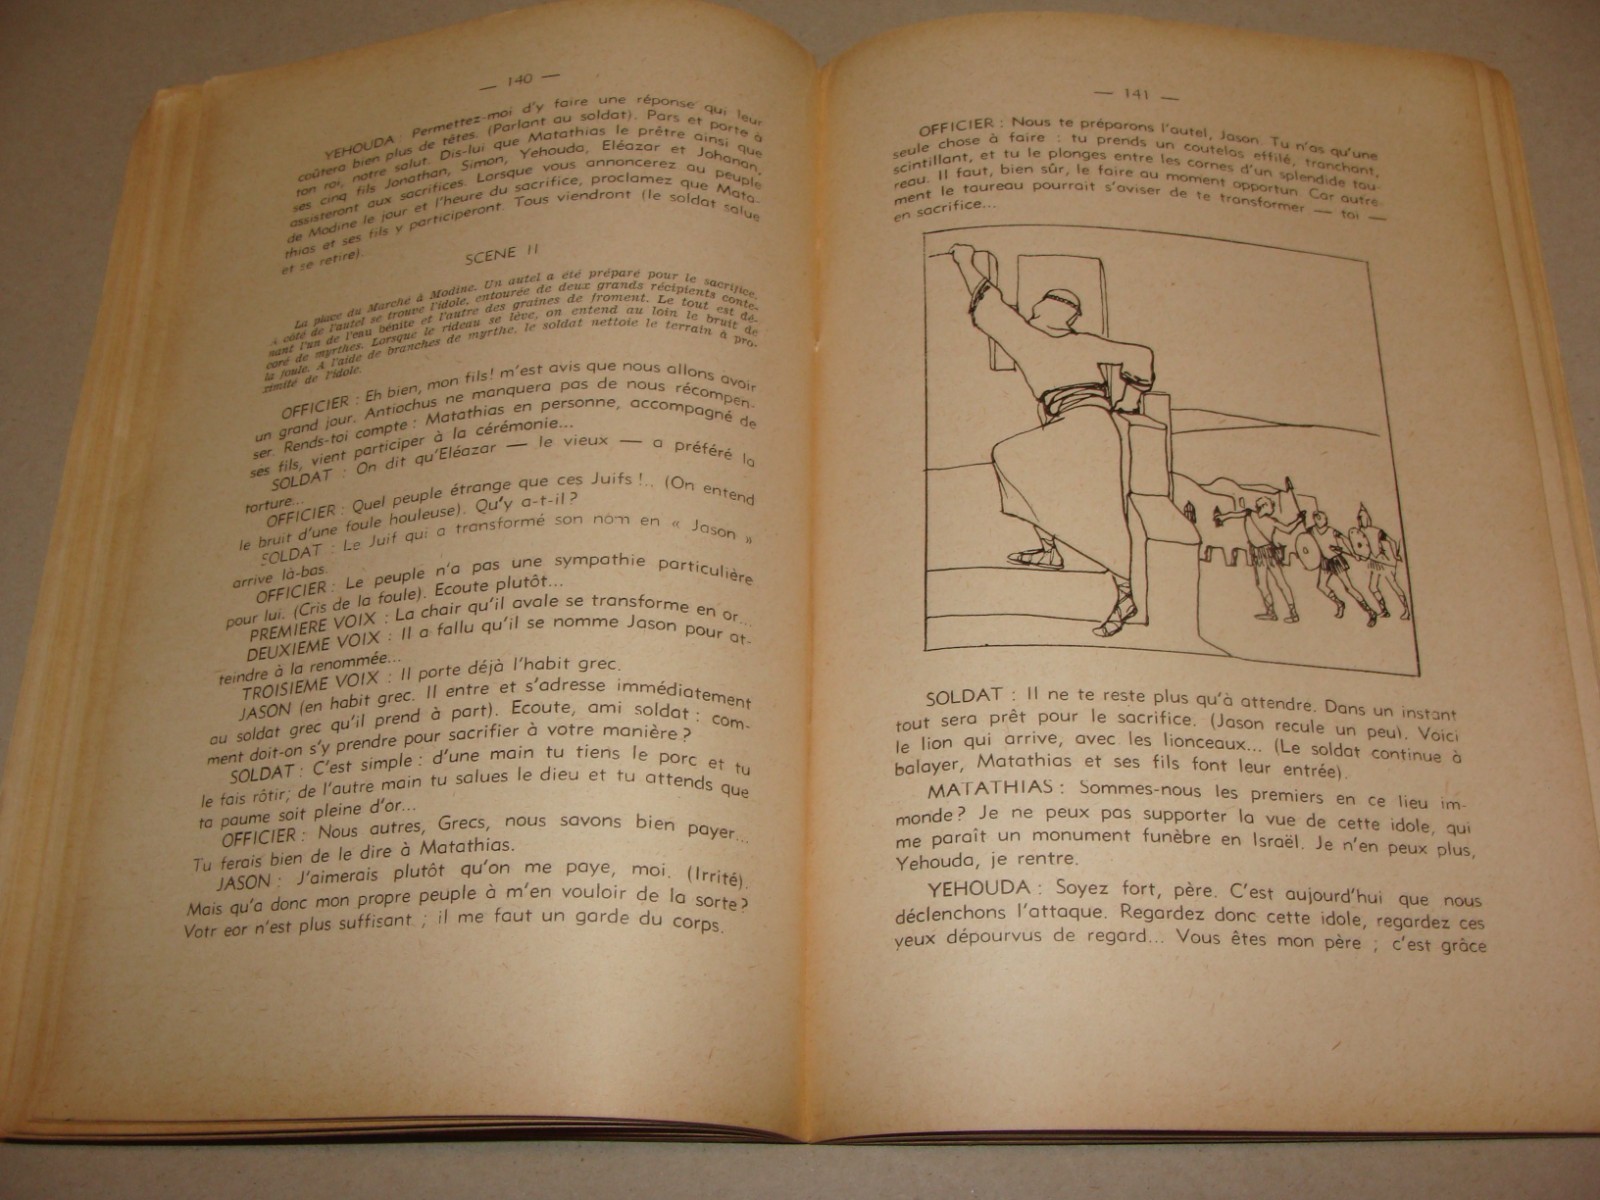 — 140 —
YEHOUDA : Permettez-moi d'y faire une réponse qui leur
coûtera bien plus de têtes. (Parlant au soldat). Pars et porte à
ton roi, notre salut. Dis-lui que Matathias le prêtre ainsi que
ses cinq fils Jonathan, Simon, Yehouda, Eléazar et Johanan,
assisteront aux sacrifices. Lorsque vous annoncerez au peuple
de Modine le jour et l'heure du sacrifice, proclamez que Mata-
thias et ses fils y participeront. Tous viendront (le soldat salue
et se retire).
SCENE II
La place du Marché à Modine. Un autel a été préparé pour le sacrifice.
A côté de l'autel se trouve l'idole, entourée de deux grands récipients conte-
nant l'un de l'eau bénite et l'autre des graines de froment. Le tout est dé-
coré de myrthes. Lorsque le rideau se lève, on entend au loin le bruit de
la foule. A l'aide de branches de myrthe, le soldat nettoie le terrain à pro-
ximité de l'idole.
OFFICIER : Eh bien, mon fils! m'est avis que nous allons avoir
un grand jour. Antiochus ne manquera pas de nous récompen-
ser. Rends-toi compte : Matathias en personne, accompagné de
ses fils, vient participer à la cérémonie...
SOLDAT : On dit qu'Eléazar — le vieux — a préféré la
torture...
OFFICIER : Quel peuple étrange que ces Juifs !.. (On entend
le bruit d'une foule houleuse). Qu'y a-t-il ?
SOLDAT : Le Juif qui a transformé son nom en « Jason »
arrive là-bas.
OFFICIER : Le peuple n'a pas une sympathie particulière
pour lui. (Cris de la foule). Ecoute plutôt...
PREMIERE VOIX : La chair qu'il avale se transforme en or...
DEUXIEME VOIX : Il a fallu qu'il se nomme Jason pour at-
teindre à la renommée...
TROISIEME VOIX : Il porte déjà l'habit grec.
JASON (en habit grec. Il entre et s'adresse immédiatement
au soldat grec qu'il prend à part). Ecoute, ami soldat : com-
ment doit-on s'y prendre pour sacrifier à votre manière ?
SOLDAT : C'est simple : d'une main tu tiens le porc et tu
le fais rôtir; de l'autre main tu salues le dieu et tu attends que
ta paume soit pleine d'or...
OFFICIER : Nous autres, Grecs, nous savons bien payer...
Tu ferais bien de le dire à Matathias.
JASON : J'aimerais plutôt qu'on me paye, moi. (Irrité).
Mais qu'a donc mon propre peuple à m'en vouloir de la sorte ?
Votr eor n'est plus suffisant ; il me faut un garde du corps.
— 141 —
OFFICIER : Nous te préparons l'autel, Jason. Tu n'as qu'une
seule chose à faire : tu prends un coutelas effilé, tranchant,
scintillant, et tu le plonges entre les cornes d'un splendide tau-
reau. Il faut, bien sûr, le faire au moment opportun. Car autre-
ment le taureau pourrait s'aviser de te transformer — toi —
en sacrifice...
SOLDAT : Il ne te reste plus qu'à attendre. Dans un instant
tout sera prêt pour le sacrifice. (Jason recule un peu). Voici
le lion qui arrive, avec les lionceaux... (Le soldat continue à
balayer, Matathias et ses fils font leur entrée).
MATATHIAS : Sommes-nous les premiers en ce lieu im-
monde ? Je ne peux pas supporter la vue de cette idole, qui
me paraît un monument funèbre en Israël. Je n'en peux plus,
Yehouda, je rentre.
YEHOUDA : Soyez fort, père. C'est aujourd'hui que nous
déclenchons l'attaque. Regardez donc cette idole, regardez ces
yeux dépourvus de regard... Vous êtes mon père ; c'est grâce